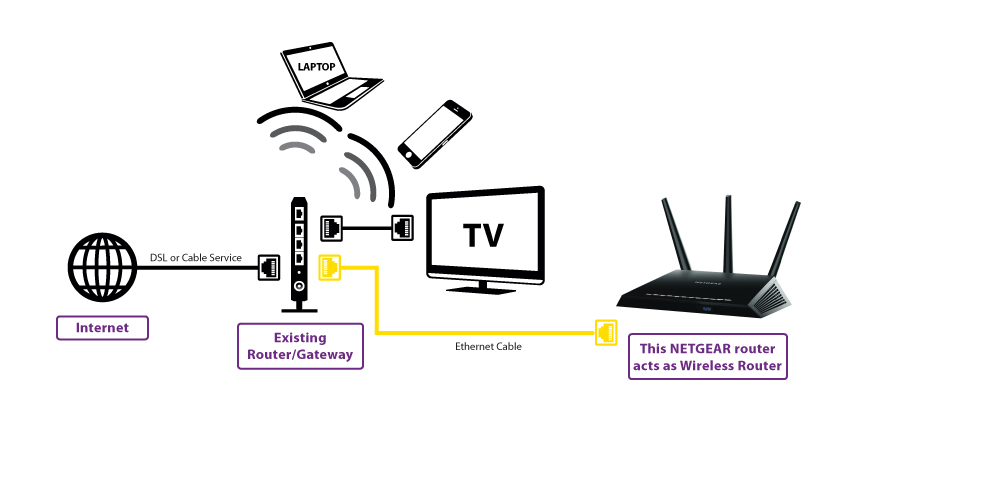 LAPTOP
TV
NETGEAR
DSL or Cable Service
Internet
Existing
Router/Gateway
Ethernet Cable
This NETGEAR router
acts as Wireless Router